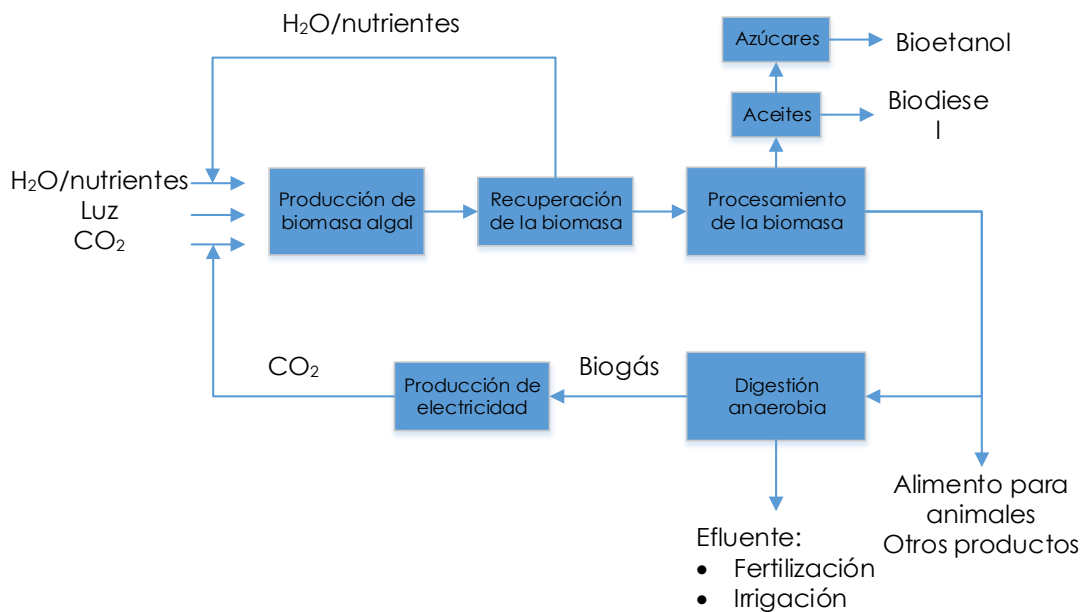 H₂O/nutrientes
Azúcares
Bioetanol
Aceites
Biodiese
l
H₂O/nutrientes
Luz
CO₂
Producción de
biomasa algal
Recuperación
de la biomasa
Procesamiento
de la biomasa
CO₂
Producción de
electricidad
Biogás
Digestión
anaerobia
Alimento para
animales
Otros productos
Efluente:
• Fertilización
• Irrigación